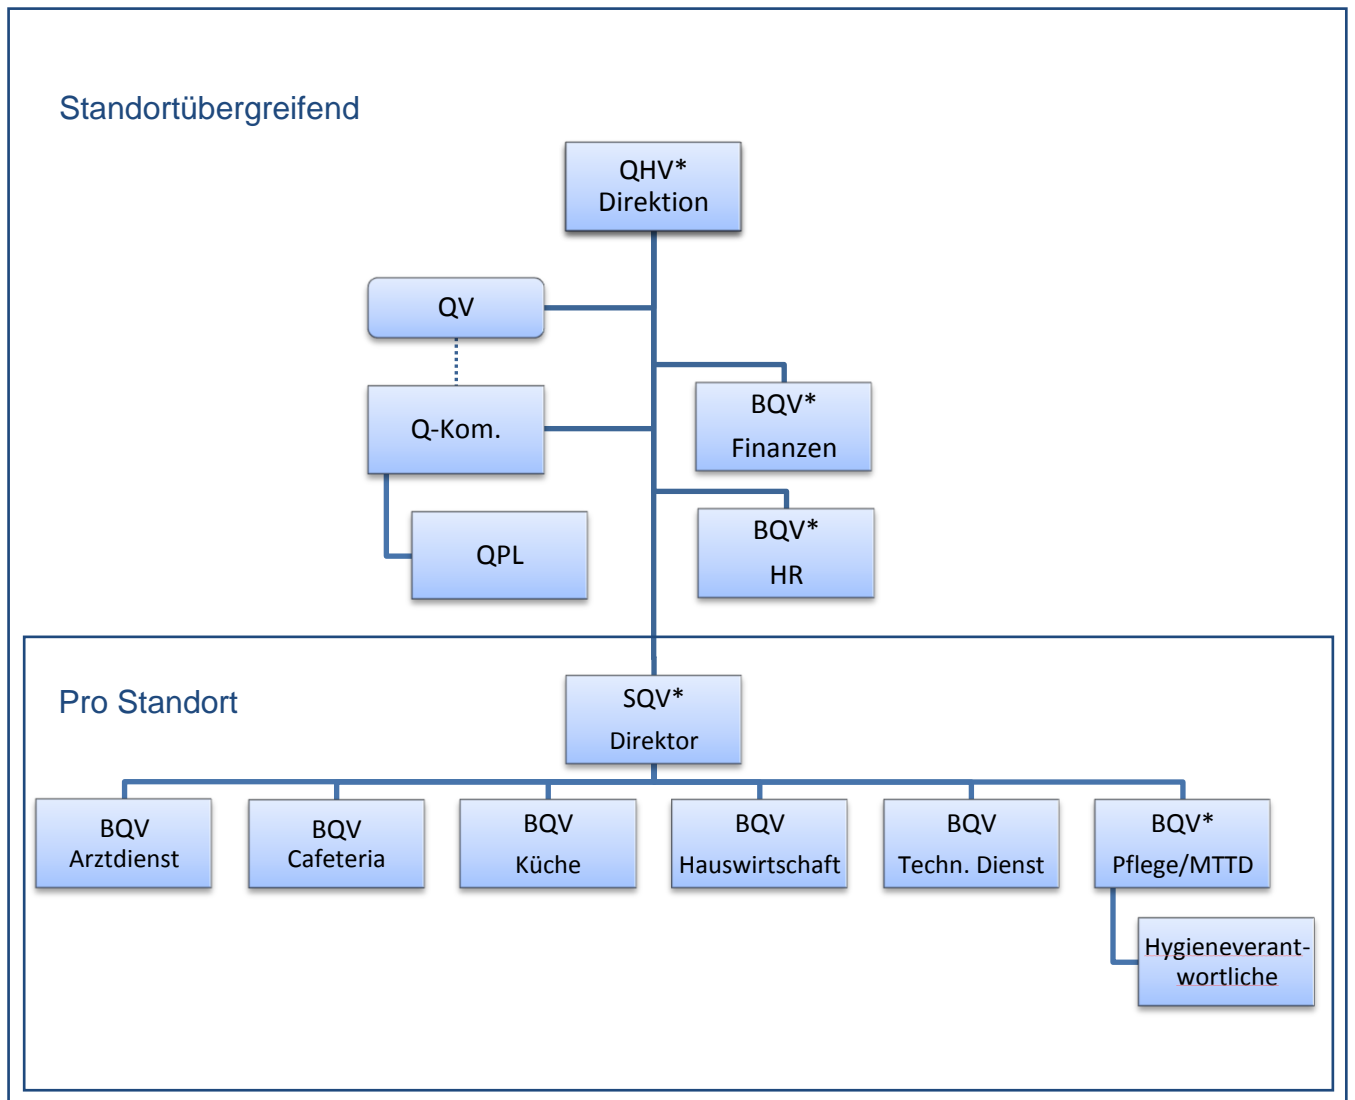 Standortübergreifend
QHV*
Direktion
QV
Q-Kom.
BQV*
Finanzen
QPL
BQV*
HR
Pro Standort
SQV*
Direktor
BQV
Arztdienst
BQV
Cafeteria
BQV
Küche
BQV
Hauswirtschaft
BQV
Techn. Dienst
BQV*
Pflege/MTTD
Hygieneverant-
wortliche